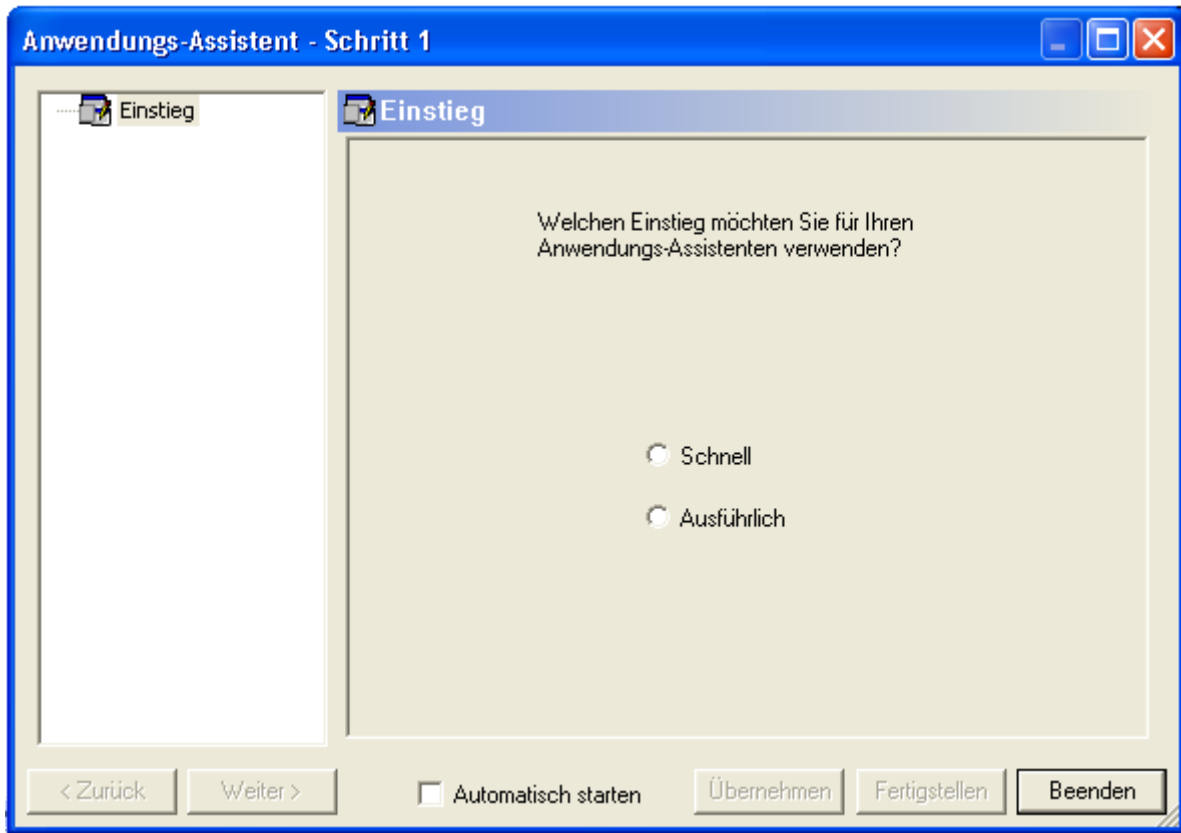 Anwendungs-Assistent - Schritt 1
Einstieg
Einstieg
Welchen Einstieg möchten Sie für Ihren
Anwendungs-Assistenten verwenden?
Schnell
Ausführlich
< Zurück
Weiter >
Automatisch starten
Übernehmen
Fertigstellen
Beenden